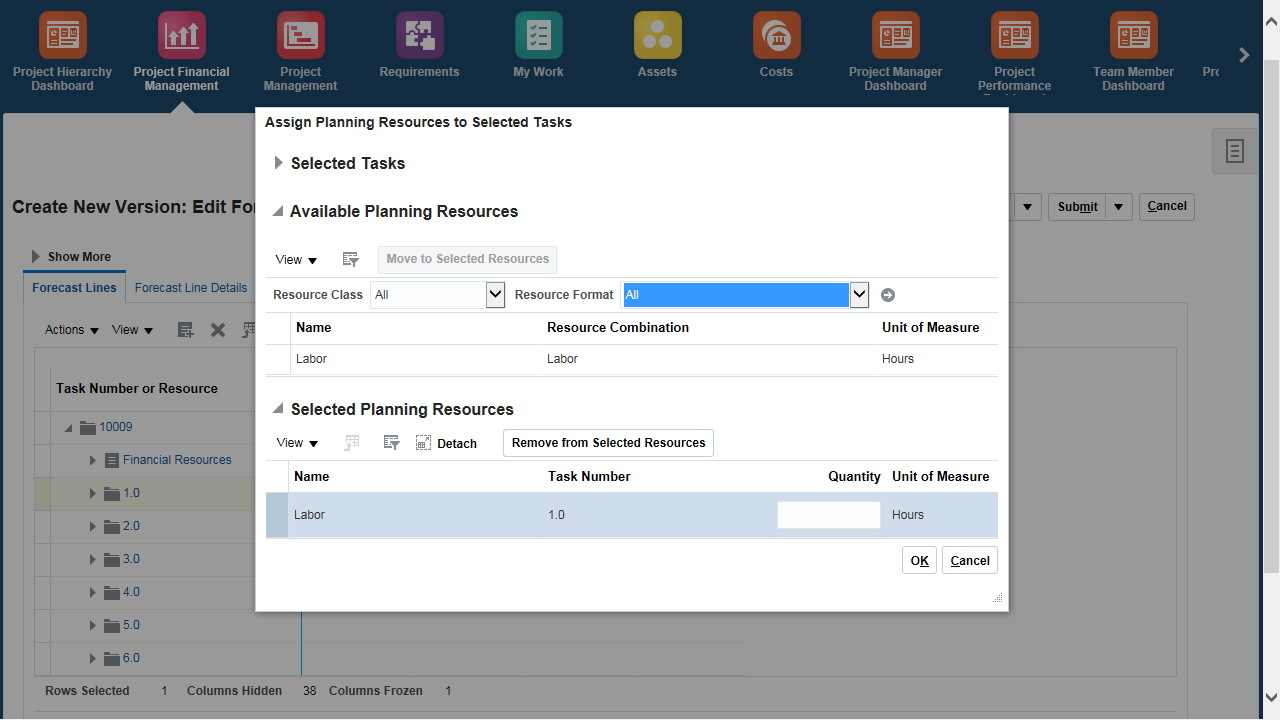 Project Hierarchy
Dashboard
Project Financial
Management
Project
Management
Requirements
My Work
Assets
Costs
Project Manager
Dashboard
Project
Performance
Team Member
Dashboard
Assign Planning Resources to Selected Tasks
Selected Tasks
Create New Version: Edit
Submit
Cancel
Available Planning Resources
Show More
View
Move to Selected Resources
Forecast Lines
Forecast Line Details
Resource Class All Resource Format All
Actions View
Name Resource Combination Unit of Measure
Labor Labor Hours
Task Number or Resource
Selected Planning Resources
10009
View Detach Remove from Selected Resources
Financial Resources
Name Task Number Quantity Unit of Measure
1.0
Labor 1.0 Hours
2.0
3.0
OK Cancel
4.0
5.0
6.0
Rows Selected 1 Columns Hidden 38 Columns Frozen 1